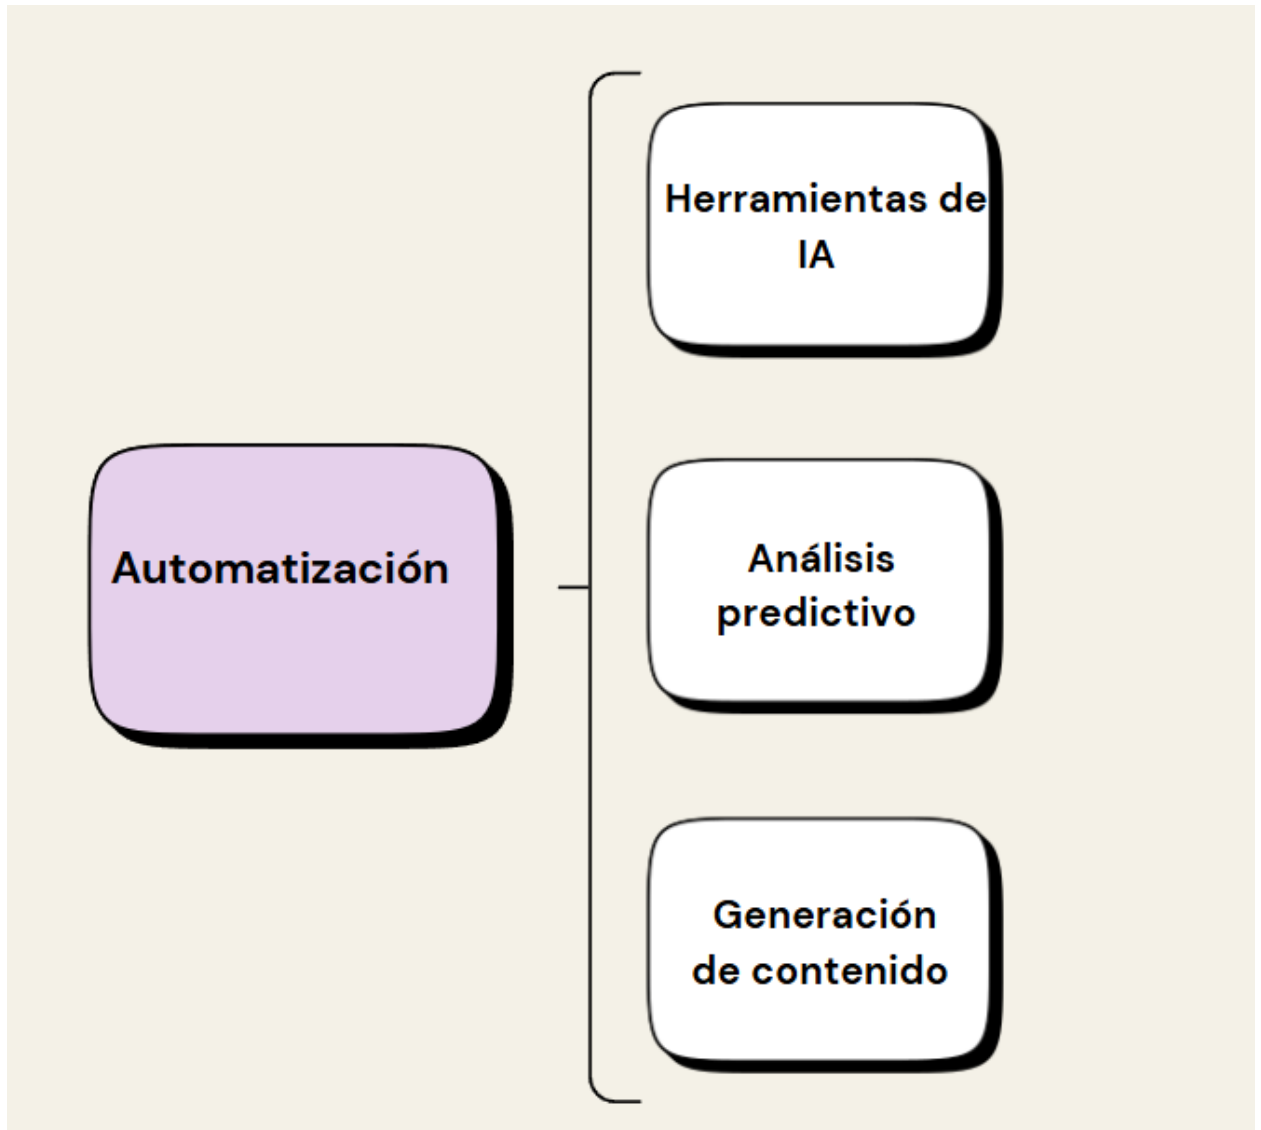 Automatización
Herramientas de
IA
Análisis
predictivo
Generación
de contenido